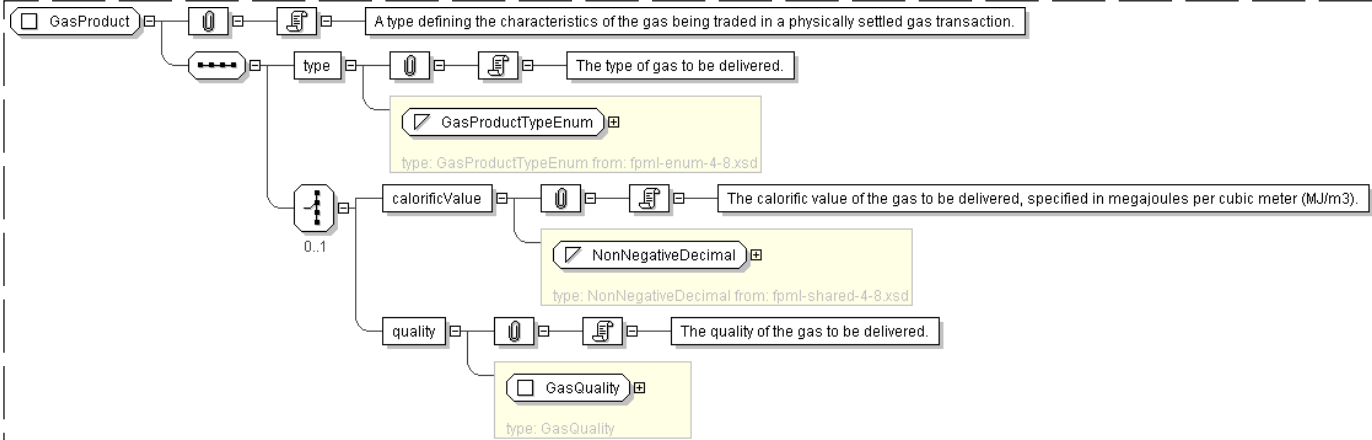 GasProduct A type defining the characteristics of the gas being traded in a physically settled gas transaction.
type The type of gas to be delivered.
GasProductTypeEnum
type: GasProductTypeEnum from: fpml-enum-4-8.xsd
calorificValue The calorific value of the gas to be delivered, specified in megajoules per cubic meter (MJ/m3).
0..1
NonNegativeDecimal
type: NonNegativeDecimal from: fpml-shared-4-8.xsd
quality The quality of the gas to be delivered.
GasQuality
type: GasQuality